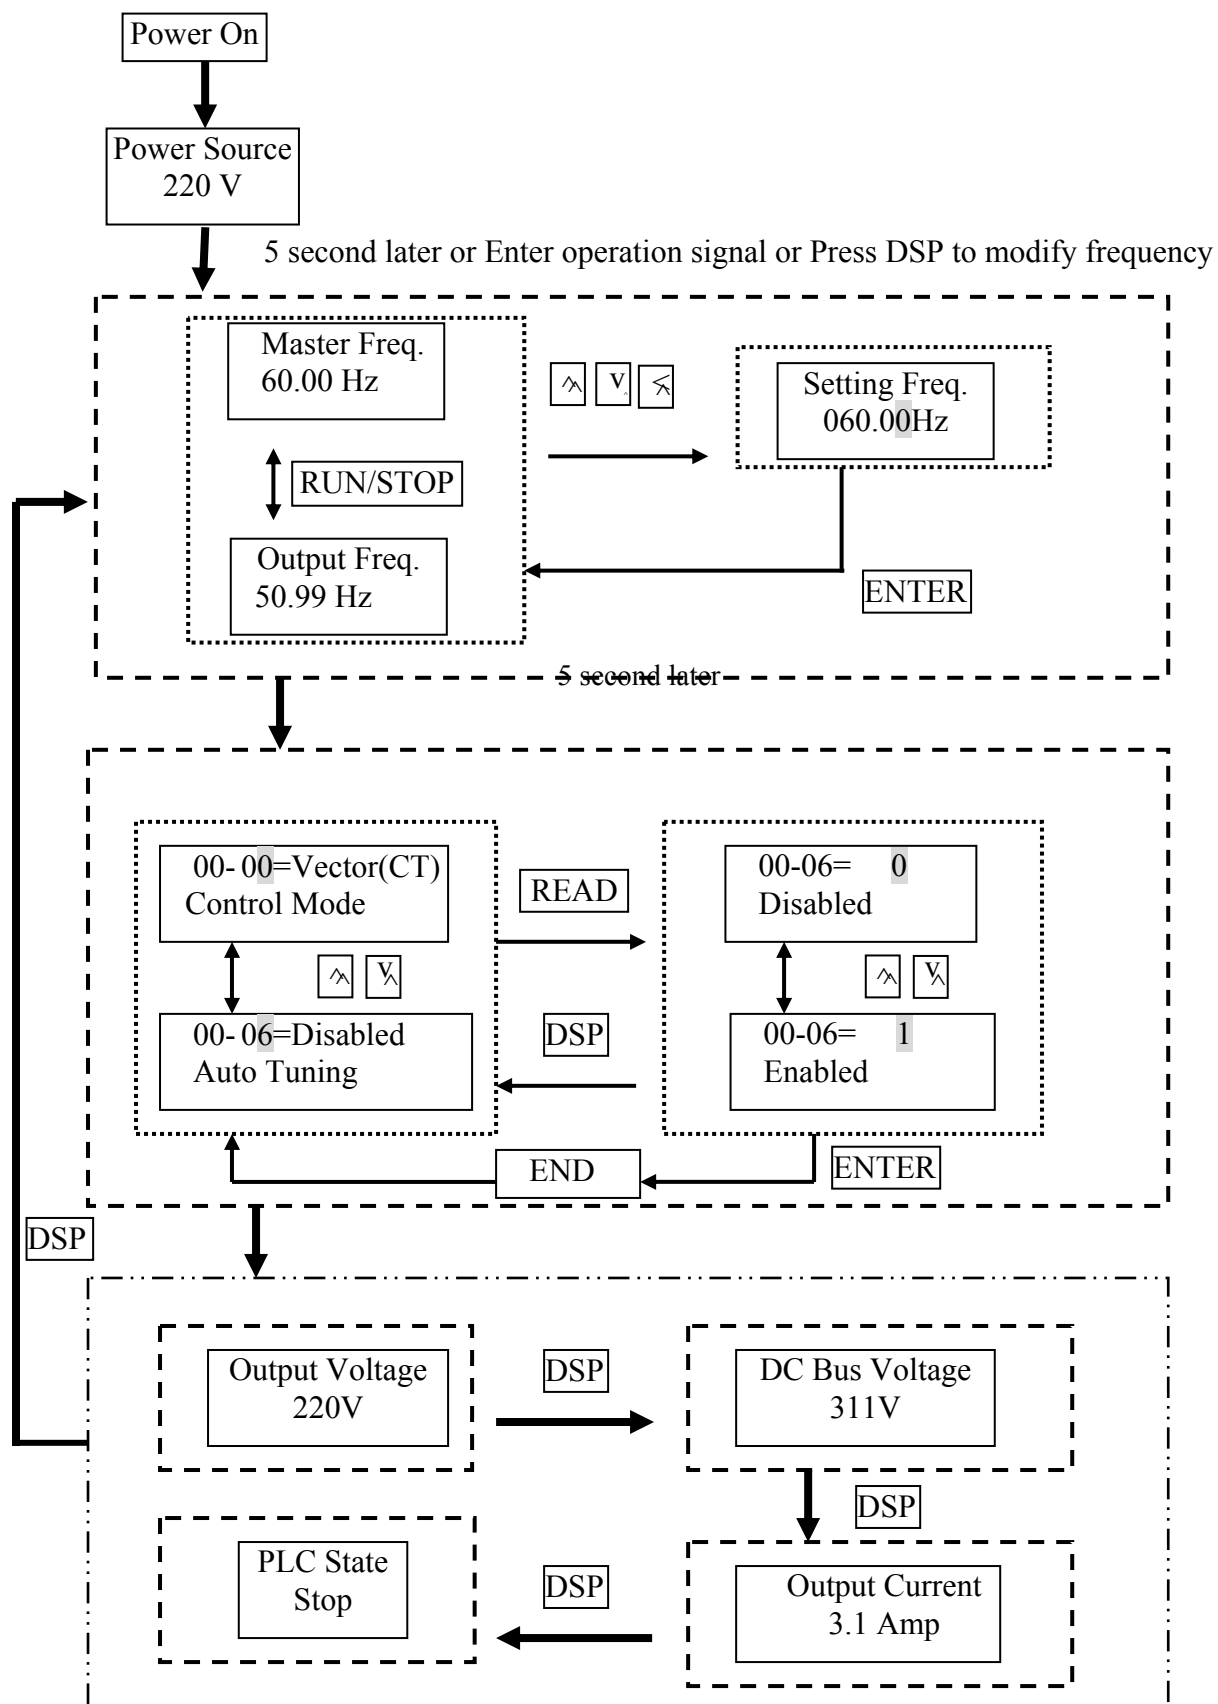 Power On
Power Source
220 V
5 second later or Enter operation signal or Press DSP to modify frequency
Master Freq.
60.00 Hz
Setting Freq.
060.00Hz
RUN/STOP
Output Freq.
50.99 Hz
ENTER
5 second later
00- 00=Vector(CT)
Control Mode
READ
00-06= 0
Disabled
00- 06=Disabled
Auto Tuning
DSP
00-06= 1
Enabled
END
ENTER
DSP
Output Voltage
220V
DSP
DC Bus Voltage
311V
DSP
PLC State
Stop
DSP
Output Current
3.1 Amp